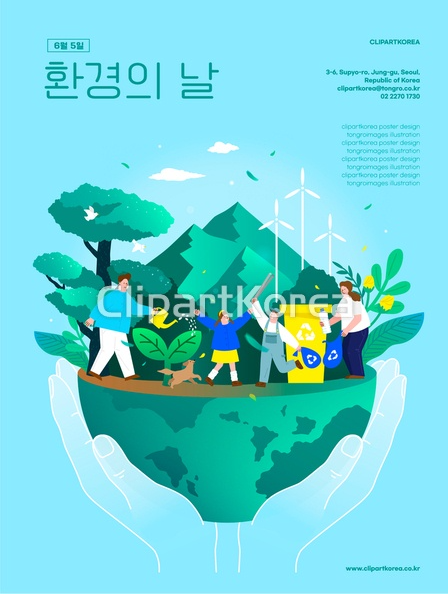 6월 5일
환경의 날
CLIPARTKOREA
3-6, Supyo-ro, Jung-gu, Seoul,
Republic of Korea
clipartkorea@tongro.co.kr
02 2270 1730
clipartkorea poster design
tongroimages illustration
clipartkorea poster design
tongroimages illustration
clipartkorea poster design
tongroimages illustration
clipartkorea poster design
tongroimages illustration
ClipartKorea
www.clipartkorea.co.kr